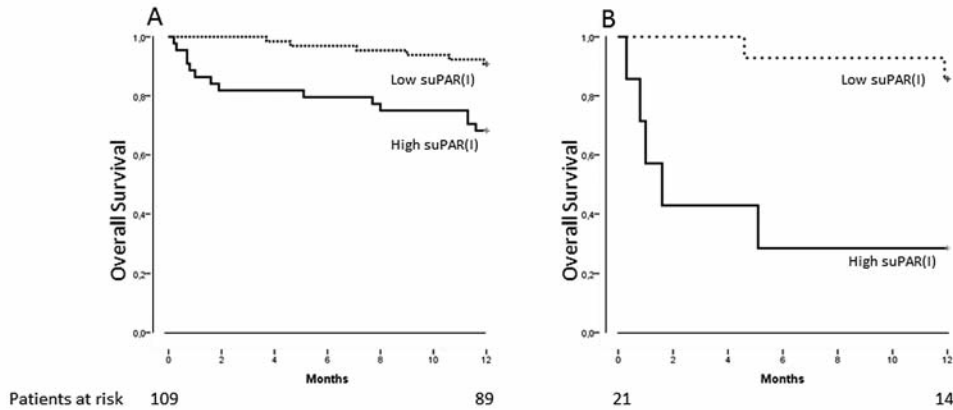 A
Overall Survival
1,0
0,8
0,6
0,4
0,2
0,0
Low suPAR(I)
High suPAR(I)
0 2 4 6 8 10 12
Months
B
Overall Survival
1,0
0,8
0,6
0,4
0,2
0,0
Low suPAR(I)
High suPAR(I)
0 2 4 6 8 10 12
Months
Patients at risk 109 89 21 14